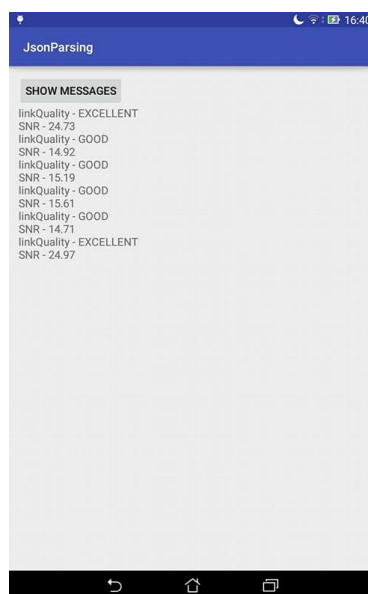 16:40
JsonParsing
SHOW MESSAGES
linkQuality - EXCELLENT
SNR - 24.73
linkQuality - GOOD
SNR - 14.92
linkQuality - GOOD
SNR - 15.19
linkQuality - GOOD
SNR - 15.61
linkQuality - GOOD
SNR - 14.71
linkQuality - EXCELLENT
SNR - 24.97